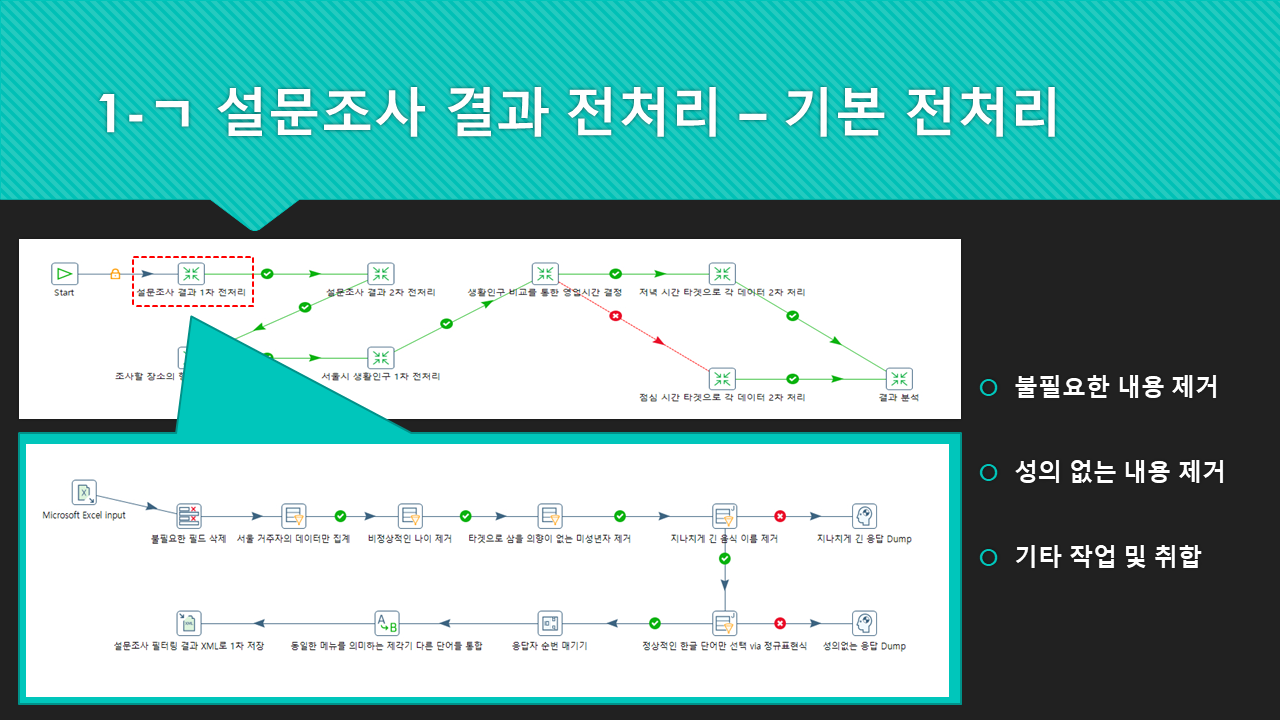 1-ㄱ 설문조사 결과 전처리 – 기본 전처리
Start
설문조사 결과 1차 전처리
설문조사 결과 2차 전처리
생활인구 비교를 통한 영업시간 결정
저녁 시간 타겟으로 각 데이터 2차 처리
조사할 장소의
서울시 생활인구 1차 전처리
점심 시간 타겟으로 각 데이터 2차 처리
결과 분석
Microsoft Excel input
불필요한 필드 삭제
서울 거주자의 데이터만 집계
비정상적인 나이 제거
타겟으로 삼을 의향이 없는 미성년자 제거
지나치게 긴 음식 이름 제거
지나치게 긴 응답 Dump
설문조사 필터링 결과 XML로 1차 저장
동일한 메뉴를 의미하는 제각기 다른 단어를 통합
응답자 순번 매기기
정상적인 한글 단어만 선택 via 정규표현식
성의없는 응답 Dump
불필요한 내용 제거
성의 없는 내용 제거
기타 작업 및 취합